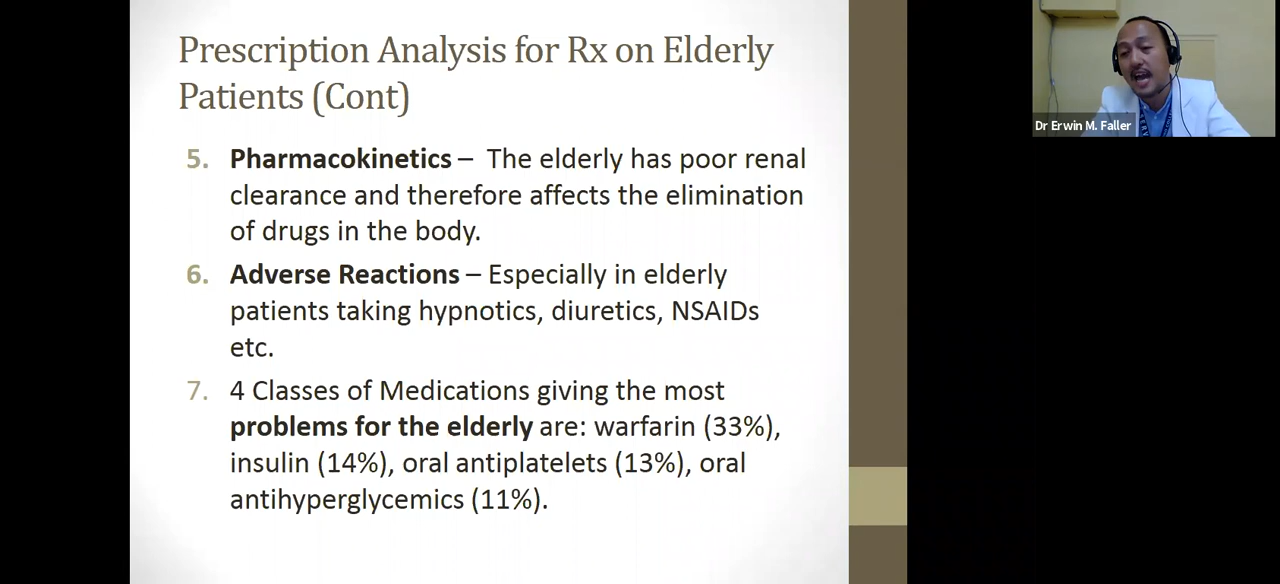 Prescription Analysis for Rx on Elderly
Patients (Cont)
5. Pharmacokinetics – The elderly has poor renal
clearance and therefore affects the elimination
of drugs in the body.
6. Adverse Reactions – Especially in elderly
patients taking hypnotics, diuretics, NSAIDs
etc.
7. 4 Classes of Medications giving the most
problems for the elderly are: warfarin (33%),
insulin (14%), oral antiplatelets (13%), oral
antihyperglycemics (11%).
Dr Erwin M. Faller